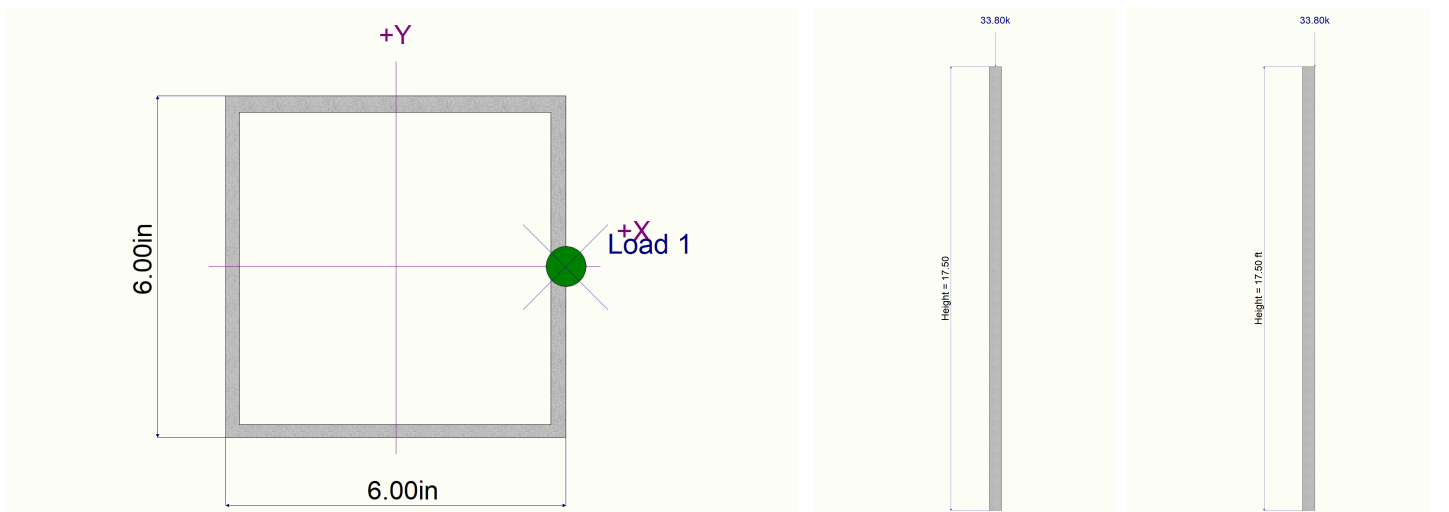 +Y
6.00in
+X
Load 1
6.00in
33.80k
Height = 17.50
33.80k
Height = 17.50 ft